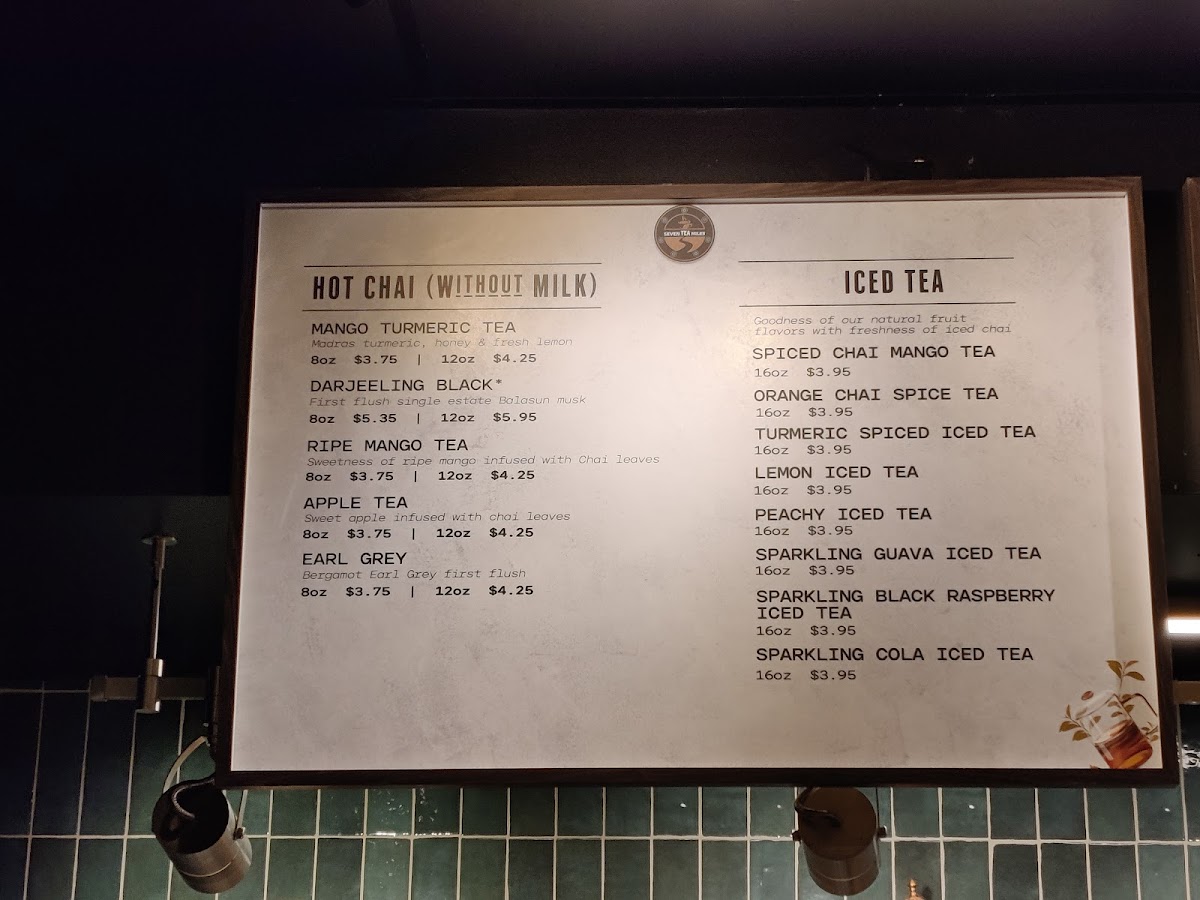 SEVEN TEA MILES
HOT CHAI (WITHOUT MILK)
MANGO TURMERIC TEA
Madras turmeric, honey & fresh lemon
8oz $3.75 | 12oz $4.25
DARJEELING BLACK*
First flush single estate Balasun musk
8oz $5.35 | 12oz $5.95
RIPE MANGO TEA
Sweetness of ripe mango infused with Chai leaves
8oz $3.75 | 12oz $4.25
APPLE TEA
Sweet apple infused with chai leaves
8oz $3.75 | 12oz $4.25
EARL GREY
Bergamot Earl Grey first flush
8oz $3.75 | 12oz $4.25
ICED TEA
Goodness of our natural fruit
flavors with freshness of iced chai
SPICED CHAI MANGO TEA
16oz $3.95
ORANGE CHAI SPICE TEA
16oz $3.95
TURMERIC SPICED ICED TEA
16oz $3.95
LEMON ICED TEA
16oz $3.95
PEACHY ICED TEA
16oz $3.95
SPARKLING GUAVA ICED TEA
16oz $3.95
SPARKLING BLACK RASPBERRY
ICED TEA
16oz $3.95
SPARKLING COLA ICED TEA
16oz $3.95